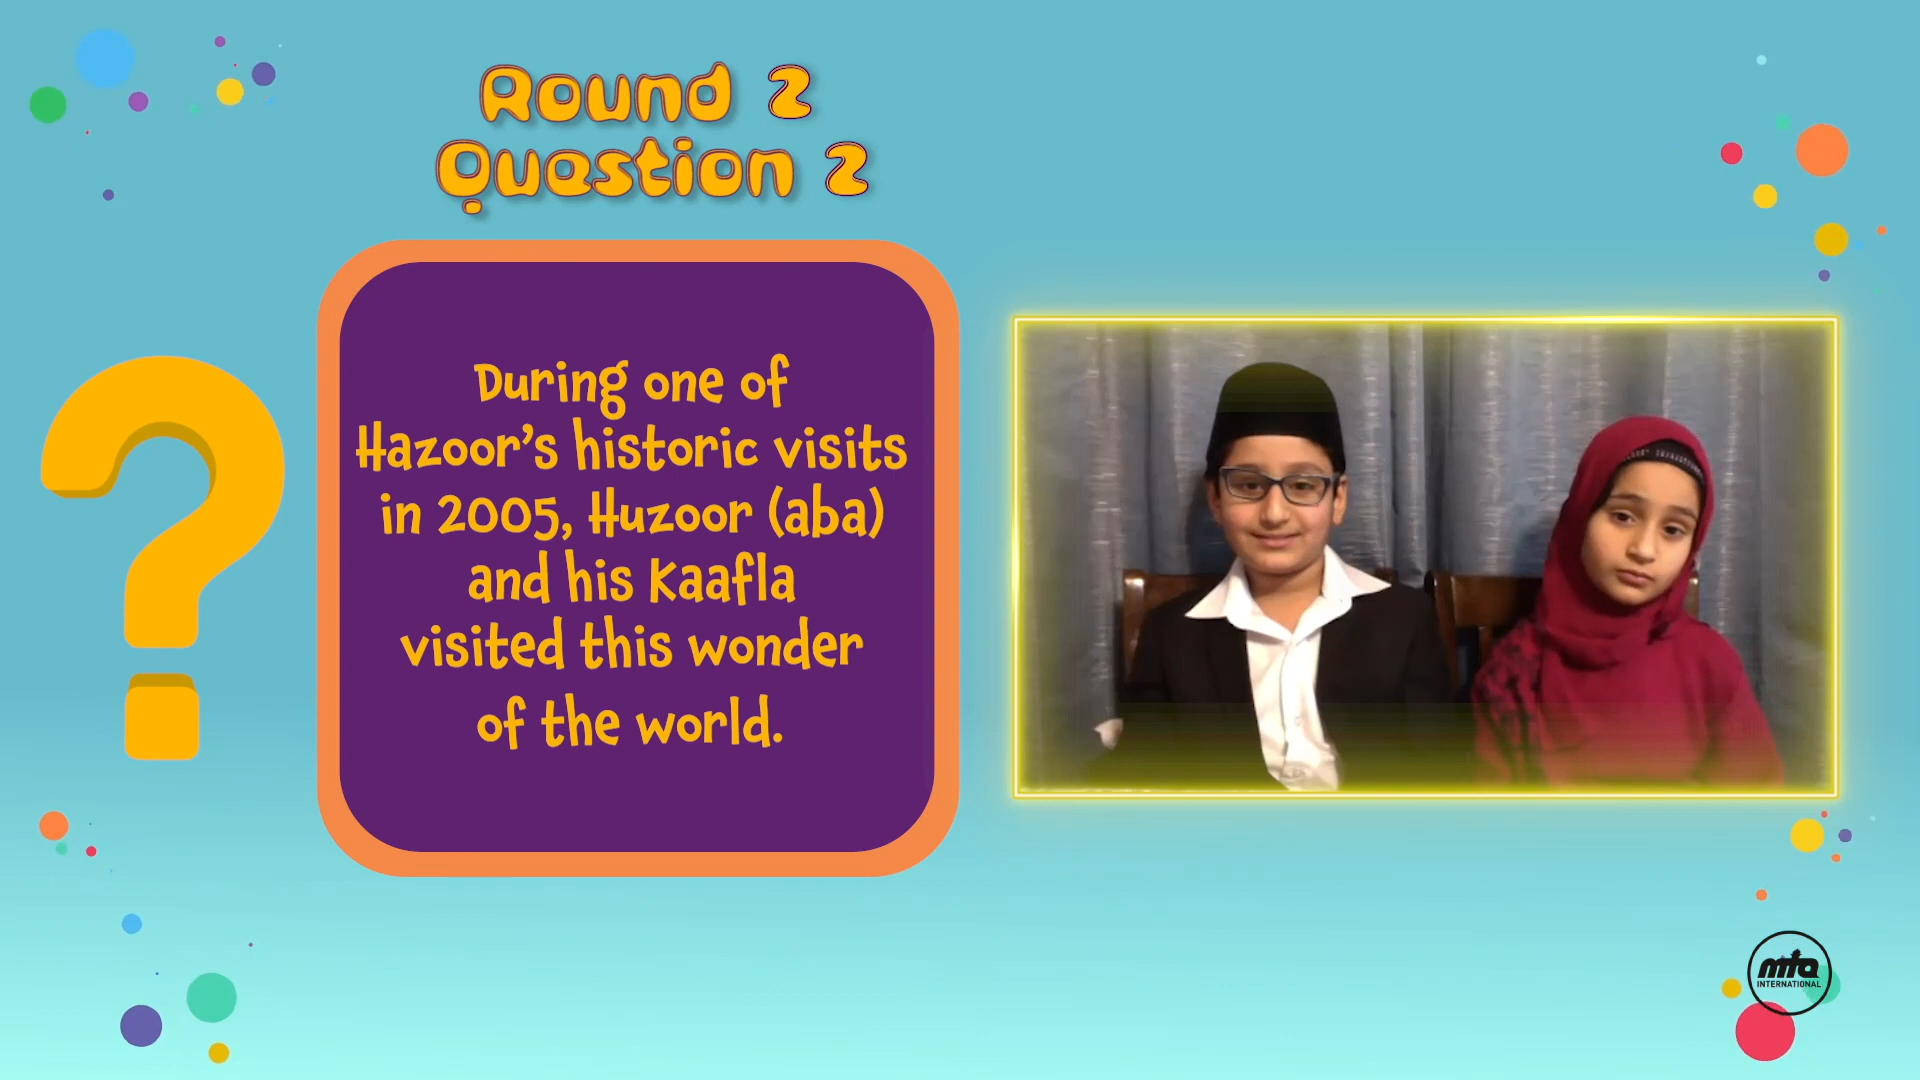 Round 2
Question 2
During one of
Hazoor's historic visits
in 2005, Huzoor (aba)
and his Kaafla
visited this wonder
of the world.
mta
INTERNATIONAL